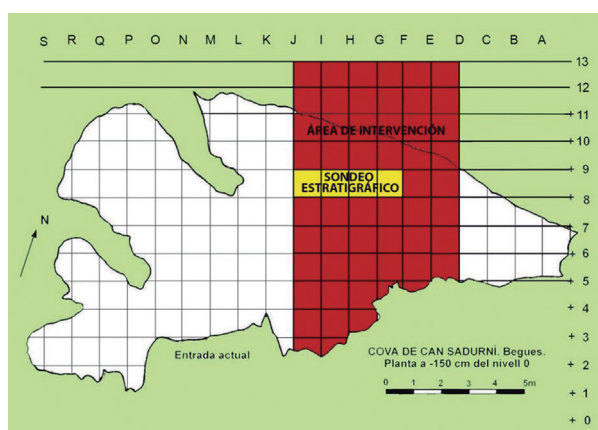 S R Q P O N M L K J I H G F E D C B A
13
12
+ 11
+ 10
+ 9
ÁREA DE INTERVENCIÓN
SONDEO
ESTRATIGRÁFICO
+ 8
+ 7
+ 6
+ 5
+ 4
+ 3
+ 2
+ 1
+ 0
N
Entrada actual
COVA DE CAN SADURNÍ. Begues.
Planta a -150 cm del nivell 0
0 1 2 3 4 5m